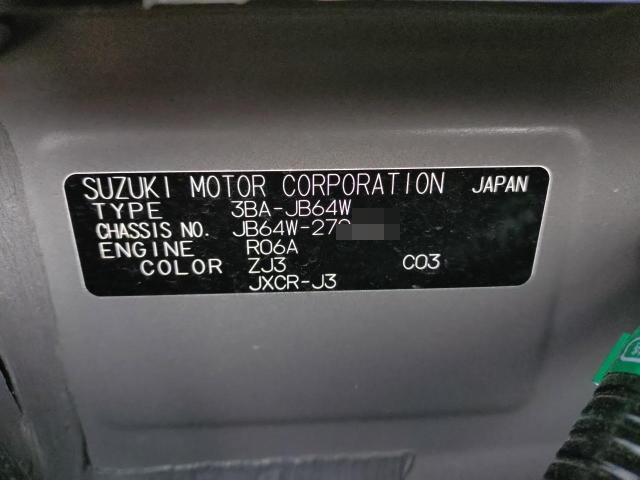 SUZUKI MOTOR CORPORATION JAPAN
TYPE 3BA-JB64W
CHASSIS NO. JB64W-27
ENGINE R06A
COLOR ZJ3 C03
JXCR-J3